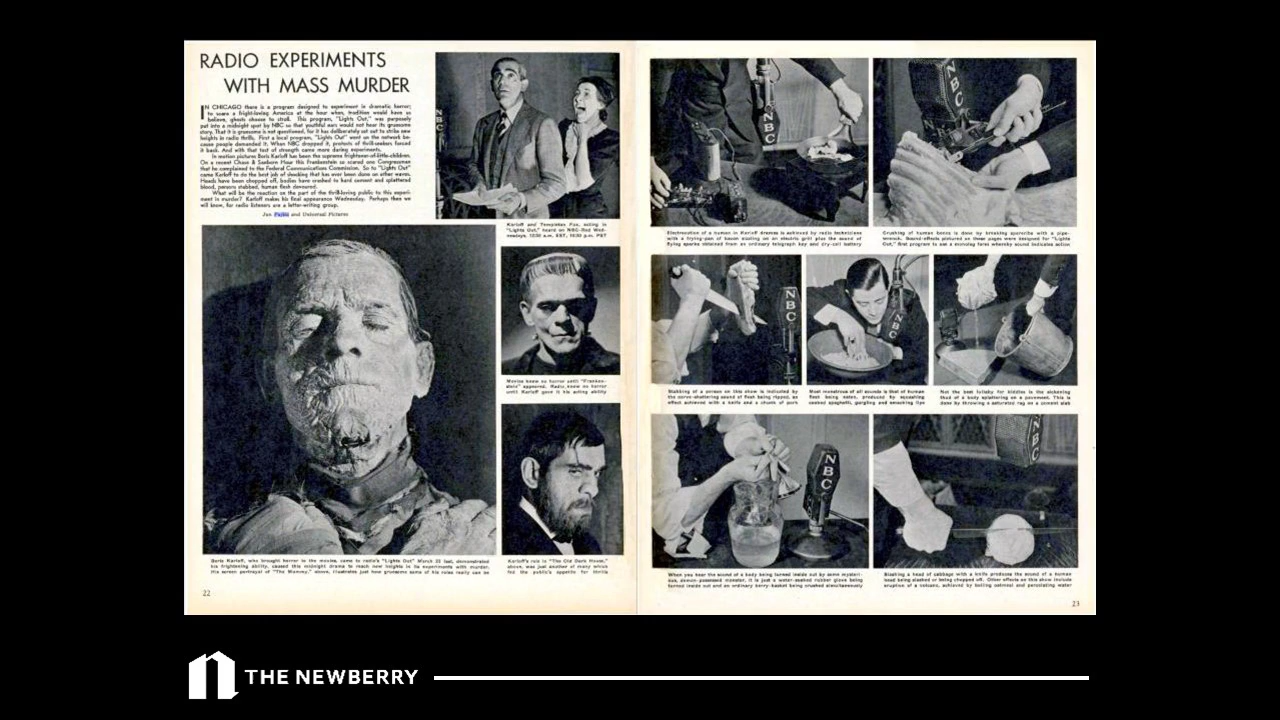 RADIO EXPERIMENTS
WITH MASS MURDER
IN CHICAGO there is a program designed to experiment in dramatic horror;
to scare a fright-loving America at the hour when, tradition would have us
believe, ghosts choose to stroll. This program, "Lights Out," was purposely
put into a midnight spot by NBC so that youthful ears would not hear its gruesome
story. That it is gruesome is not questioned, for it has deliberately set out to strike new
heights in radio thrills. First a local program, "Lights Out" went on the network be-
cause people demanded it. When NBC dropped it, protests of thrill-seekers forced
it back. And with that test of strength came more daring experiments.
In motion pictures Boris Karloff has been the supreme frightener-of-little-children.
On a recent Chase & Sanborn Hour this Frankenstein so scared one Congressman
that he complained to the Federal Communications Commission. So to "Lights Out"
came Karloff to do the best job of shocking that has ever been done on ether waves.
Heads have been chopped off, bodies have crashed to hard cement and splattered
blood, persons stabbed, human flesh devoured.
What will be the reaction on the part of the thrill-loving public to this experi-
ment in murder? Karloff makes his final appearance Wednesday. Perhaps then we
will know, for radio listeners are a letter-writing group.
Jun and Universal Pictures
Karloff and Templeton Fox, acting in
"Lights Out," heard on NBC-Red Wed-
nesdays, 12:30 a.m. EST, 10:30 p.m. PST
Movies knew no horror until "Franken-
stein" appeared. Radio knew no horror
until Karloff gave it his acting ability
Boris Karloff, who brought horror to the movies, came to radio's "Lights Out" March 23 last, demonstrated
his frightening ability, caused this midnight drama to reach new heights in its experiments with murder.
His screen portrayal of "The Mummy," above, illustrates just how gruesome some of his roles really can be
Karloff's role in "The Old Dark House,"
above, was just another of many which
fed the public's appetite for thrills
22
NBC
Electrocution of a human in Karloff dramas is achieved by radio technicians
with a frying-pan of bacon sizzling on an electric grill plus the sound of
flying sparks obtained from an ordinary telegraph key and dry-cell battery
NBC
Crushing of human bones is done by breaking spareribs with a pipe-
wrench. Sound-effects pictured on these pages were designed for "Lights
Out," first program to use a monolog form whereby sound indicates action
NBC
Stabbing of a person on this show is indicated by
the nerve-shattering sound of flesh being ripped, an
effect achieved with a knife and a chunk of pork
NBC
Most monstrous of all sounds is that of human
flesh being eaten, produced by squashing
cooked spaghetti, gurgling and smacking lips
Not the best lullaby for kiddies is the sickening
thud of a body splattering on a pavement. This is
done by throwing a saturated rag on a cement slab
NBC
When you hear the sound of a body being turned inside out by some mysteri-
ous, demon-possessed monster, it is just a water-soaked rubber glove being
turned inside out and an ordinary berry-basket being crushed simultaneously
NBC
Slashing a head of cabbage with a knife produces the sound of a human
head being slashed or being chopped off. Other effects on this show include
eruption of a volcano, achieved by boiling oatmeal and percolating water
23
THE NEWBERRY